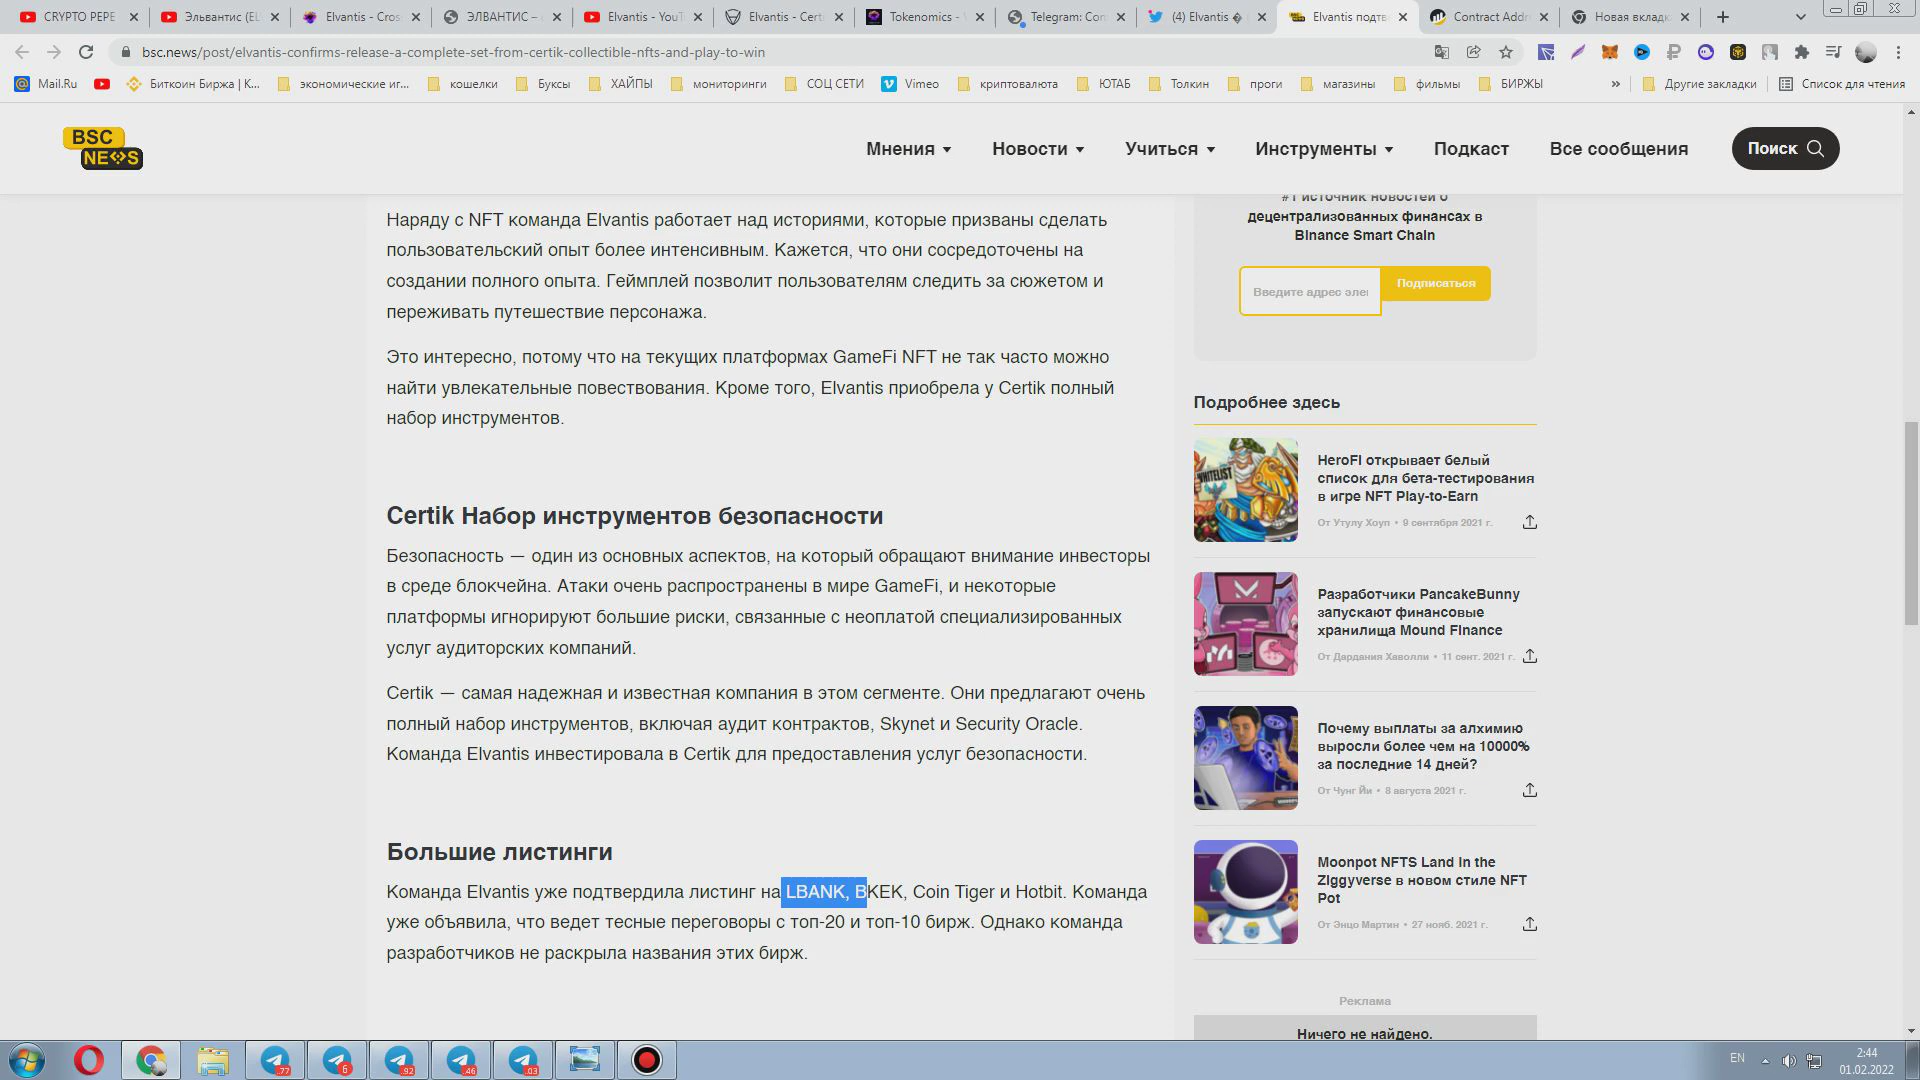 CRYPTO PEPE
Эльвантис (EL
Elvantis - Cros
ЭЛВАНТИС –
Elvantis - YouT
Elvantis - Certi
Tokenomics - W
Telegram: Con
(4) Elvantis
Elvantis подтв
Contract Addr
Новая вкладк
bsc.news/post/elvantis-confirms-release-a-complete-set-from-certik-collectible-nfts-and-play-to-win
Mail.Ru
Биткоин Биржа | К...
экономические иг...
кошелки
Буксы
ХАЙПЫ
мониторинги
СОЦ СЕТИ
Vimeo
криптовалюта
ЮТАБ
Толкин
проги
магазины
фильмы
БИРЖЫ
»
Другие закладки
Список для чтения
BSC
NEWS
Мнения
Новости
Учиться
Инструменты
Подкаст
Все сообщения
Поиск
Наряду с NFT команда Elvantis работает над историями, которые призваны сделать
пользовательский опыт более интенсивным. Кажется, что они сосредоточены на
создании полного опыта. Геймплей позволит пользователям следить за сюжетом и
переживать путешествие персонажа.
Это интересно, потому что на текущих платформах GameFi NFT не так часто можно
найти увлекательные повествования. Кроме того, Elvantis приобрела у Certik полный
набор инструментов.
Certik Набор инструментов безопасности
Безопасность — один из основных аспектов, на который обращают внимание инвесторы
в среде блокчейна. Атаки очень распространены в мире GameFi, и некоторые
платформы игнорируют большие риски, связанные с неоплатой специализированных
услуг аудиторских компаний.
Certik — самая надежная и известная компания в этом сегменте. Они предлагают очень
полный набор инструментов, включая аудит контрактов, Skynet и Security Oracle.
Команда Elvantis инвестировала в Certik для предоставления услуг безопасности.
Большие листинги
Команда Elvantis уже подтвердила листинг на LBANK, BKEK, Coin Tiger и Hotbit. Команда
уже объявила, что ведет тесные переговоры с топ-20 и топ-10 бирж. Однако команда
разработчиков не раскрыла названия этих бирж.
#1 источник новостей о
децентрализованных финансах в
Binance Smart Chain
Введите адрес элек
Подписаться
Подробнее здесь
WHITELIST
HeroFi открывает белый
список для бета-тестирования
в игре NFT Play-to-Earn
От Утулу Хоуп • 9 сентября 2021 г.
Разработчики PancakeBunny
запускают финансовые
хранилища Mound Finance
От Дардания Хаволли • 11 сент. 2021 г.
Почему выплаты за алхимию
выросли более чем на 10000%
за последние 14 дней?
От Чунг Йи • 8 августа 2021 г.
Moonpot NFTS Land in the
Ziggyverse в новом стиле NFT
Pot
От Энцо Мартин • 27 нояб. 2021 г.
Реклама
Ничего не найдено.
..77
6
..92
..46
..03
EN
2:44
01.02.2022